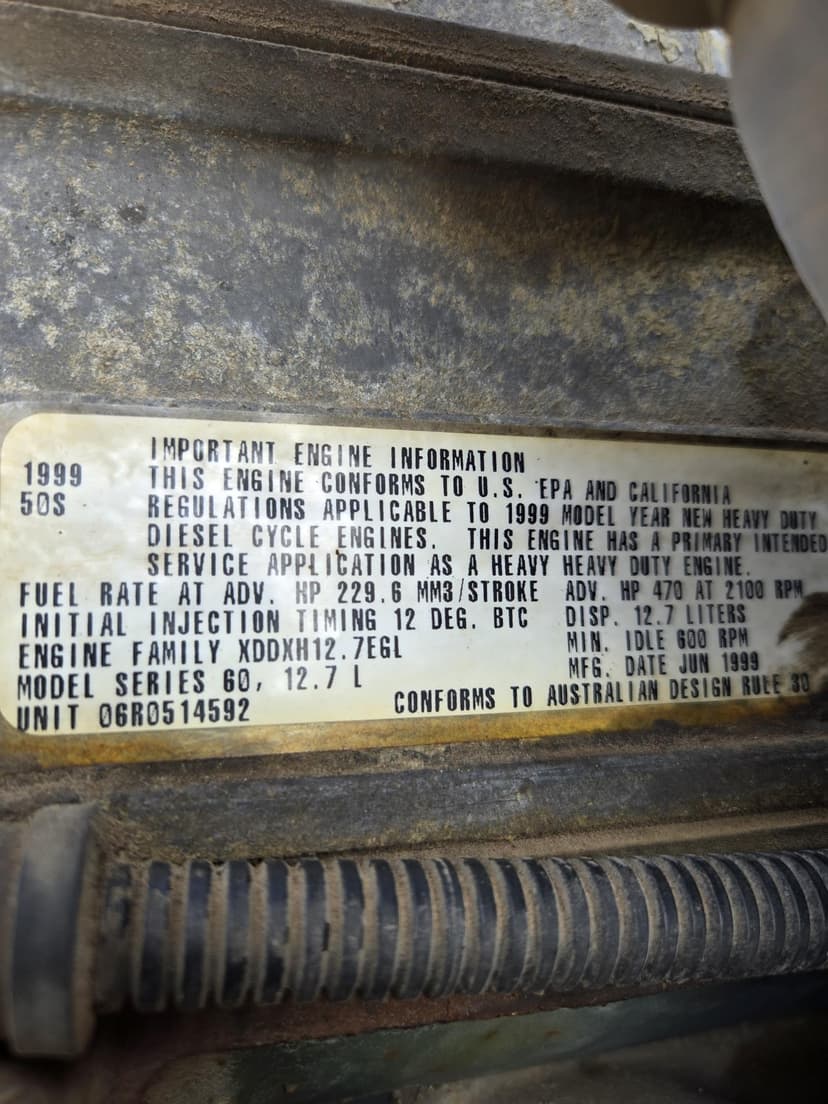 IMPORTANT ENGINE INFORMATION
1999 THIS ENGINE CONFORMS TO U.S. EPA AND CALIFORNIA
50S REGULATIONS APPLICABLE TO 1999 MODEL YEAR NEW HEAVY DUTY
DIESEL CYCLE ENGINES. THIS ENGINE HAS A PRIMARY INTENDED
SERVICE APPLICATION AS A HEAVY HEAVY DUTY ENGINE.
FUEL RATE AT ADV. HP 229.6 MM3/STROKE ADV. HP 470 AT 2100 RPM
INITIAL INJECTION TIMING 12 DEG. BTC DISP. 12.7 LITERS
ENGINE FAMILY XDDXH12.7EGL MIN. IDLE 600 RPM
MODEL SERIES 60, 12.7 L MFG. DATE JUN 1999
UNIT 06R0514592 CONFORMS TO AUSTRALIAN DESIGN RULE 30